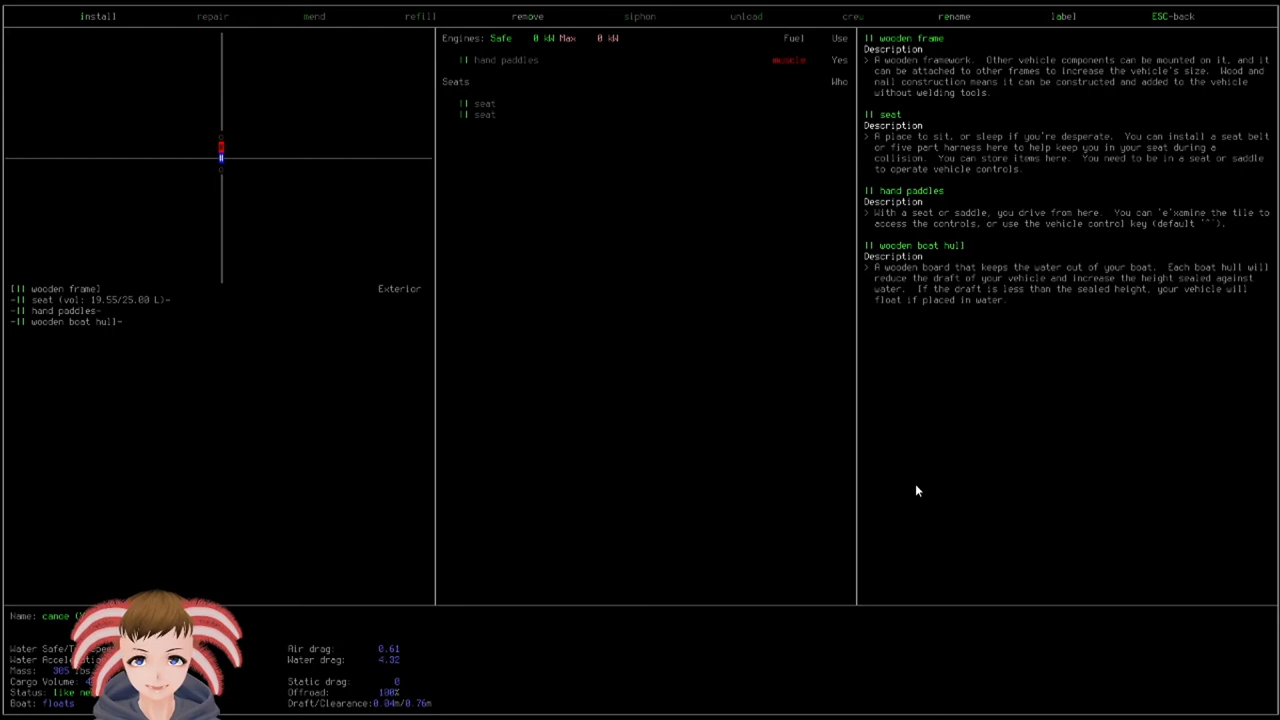 install repair mend refill remove siphon unload crew rename label ESC-back
Engines: Safe 0 kW Max 0 kW Fuel Use
|| hand paddles muscle Yes
Seats Who
|| seat
|| seat
[|| wooden frame] Exterior
-|| seat (vol: 19.55/25.00 L)-
-|| hand paddles-
-|| wooden boat hull-
|| wooden frame
Description
> A wooden framework. Other vehicle components can be mounted on it, and it
can be attached to other frames to increase the vehicle's size. Wood and
nail construction means it can be constructed and added to the vehicle
without welding tools.
|| seat
Description
> A place to sit, or sleep if you're desperate. You can install a seat belt
or five part harness here to help keep you in your seat during a
collision. You can store items here. You need to be in a seat or saddle
to operate vehicle controls.
|| hand paddles
Description
> With a seat or saddle, you drive from here. You can 'e'xamine the tile to
access the controls, or use the vehicle control key (default '^').
|| wooden boat hull
Description
> A wooden board that keeps the water out of your boat. Each boat hull will
reduce the draft of your vehicle and increase the height sealed against
water. If the draft is less than the sealed height, your vehicle will
float if placed in water.
Name: canoe
Water Safe/
Water
Mass: 305 lbs
Cargo Volume:
Status: like
Boat: floats
Air drag: 0.61
Water drag: 4.32
Static drag: 0
Offroad: 100%
Draft/Clearance:0.04m/0.76m